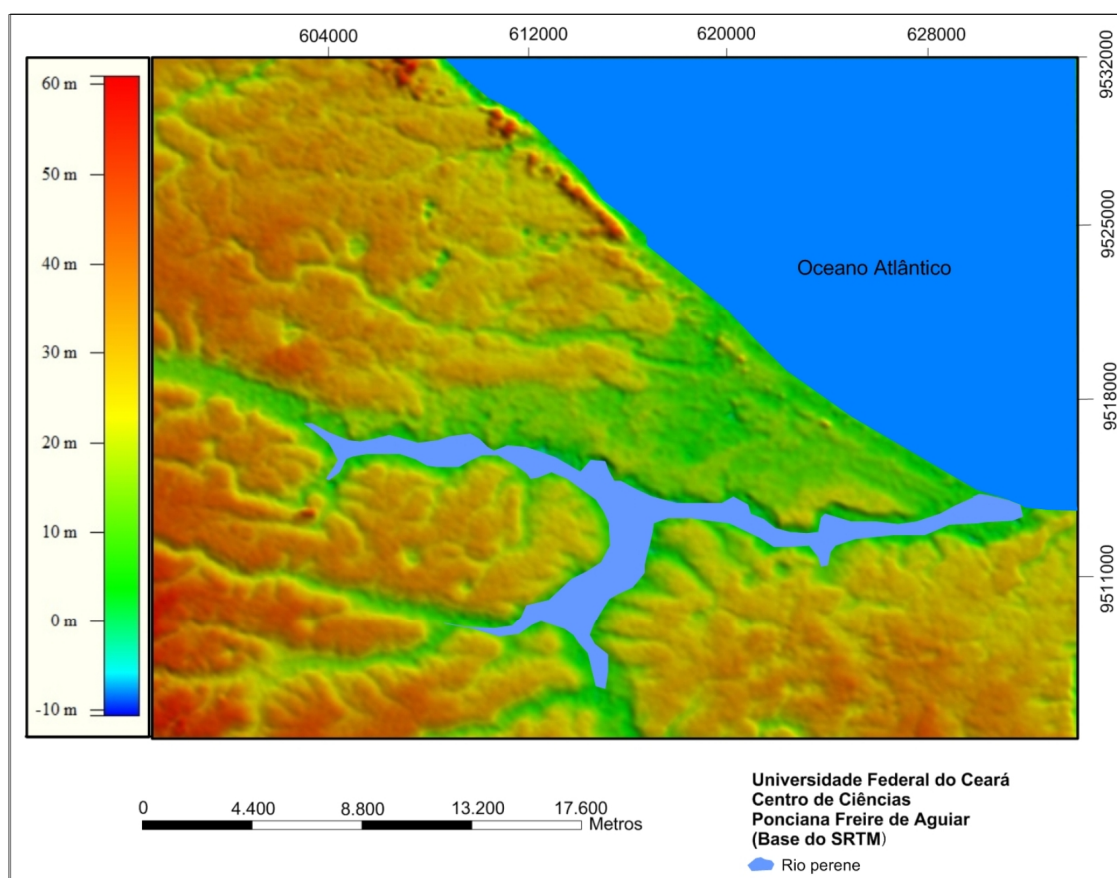 604000 612000 620000 628000
9532000
60 m
50 m
9525000
40 m
Oceano Atlântico
30 m
9518000
20 m
10 m
9511000
0 m
-10 m
0 4.400 8.800 13.200 17.600
Metros
Universidade Federal do Ceará
Centro de Ciências
Ponciana Freire de Aguiar
(Base do SRTM)
Rio perene